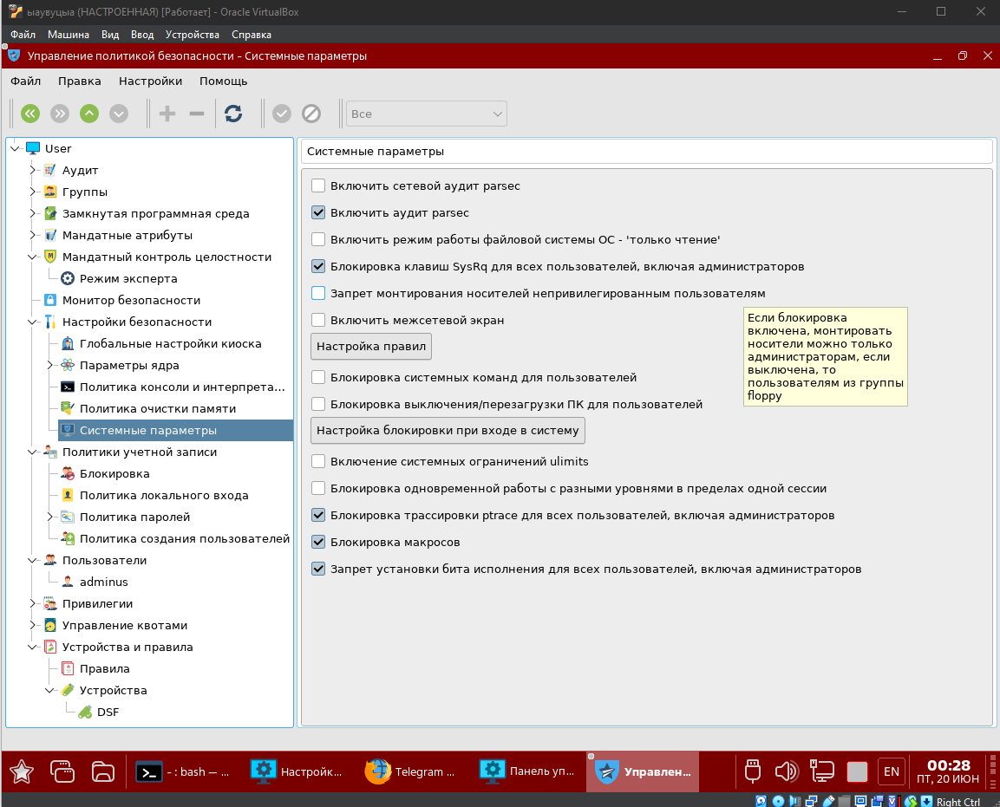 ыаувуцыа (НАСТРОЕННАЯ) [Работает] - Oracle VirtualBox
Файл Машина Вид Ввод Устройства Справка
Управление политикой безопасности - Системные параметры
Файл Правка Настройки Помощь
Все
User
Аудит
Группы
Замкнутая программная среда
Мандатные атрибуты
Мандатный контроль целостности
Режим эксперта
Монитор безопасности
Настройки безопасности
Глобальные настройки киоска
Параметры ядра
Политика консоли и интерпрета...
Политика очистки памяти
Системные параметры
Политики учетной записи
Блокировка
Политика локального входа
Политика паролей
Политика создания пользователей
Пользователи
adminus
Привилегии
Управление квотами
Устройства и правила
Правила
Устройства
DSF
Системные параметры
Включить сетевой аудит parsec
Включить аудит parsec
Включить режим работы файловой системы ОС - 'только чтение'
Блокировка клавиш SysRq для всех пользователей, включая администраторов
Запрет монтирования носителей непривилегированным пользователям
Включить межсетевой экран
Настройка правил
Блокировка системных команд для пользователей
Блокировка выключения/перезагрузки ПК для пользователей
Настройка блокировки при входе в систему
Включение системных ограничений ulimits
Блокировка одновременной работы с разными уровнями в пределах одной сессии
Блокировка трассировки ptrace для всех пользователей, включая администраторов
Блокировка макросов
Запрет установки бита исполнения для всех пользователей, включая администраторов
Если блокировка
включена, монтировать
носители можно только
администраторам, если
выключена, то
пользователям из группы
floppy
- : bash — ...
Настройк...
Telegram ...
Панель уп...
Управлен...
EN
00:28
ПТ, 20 ИЮН
Right Ctrl